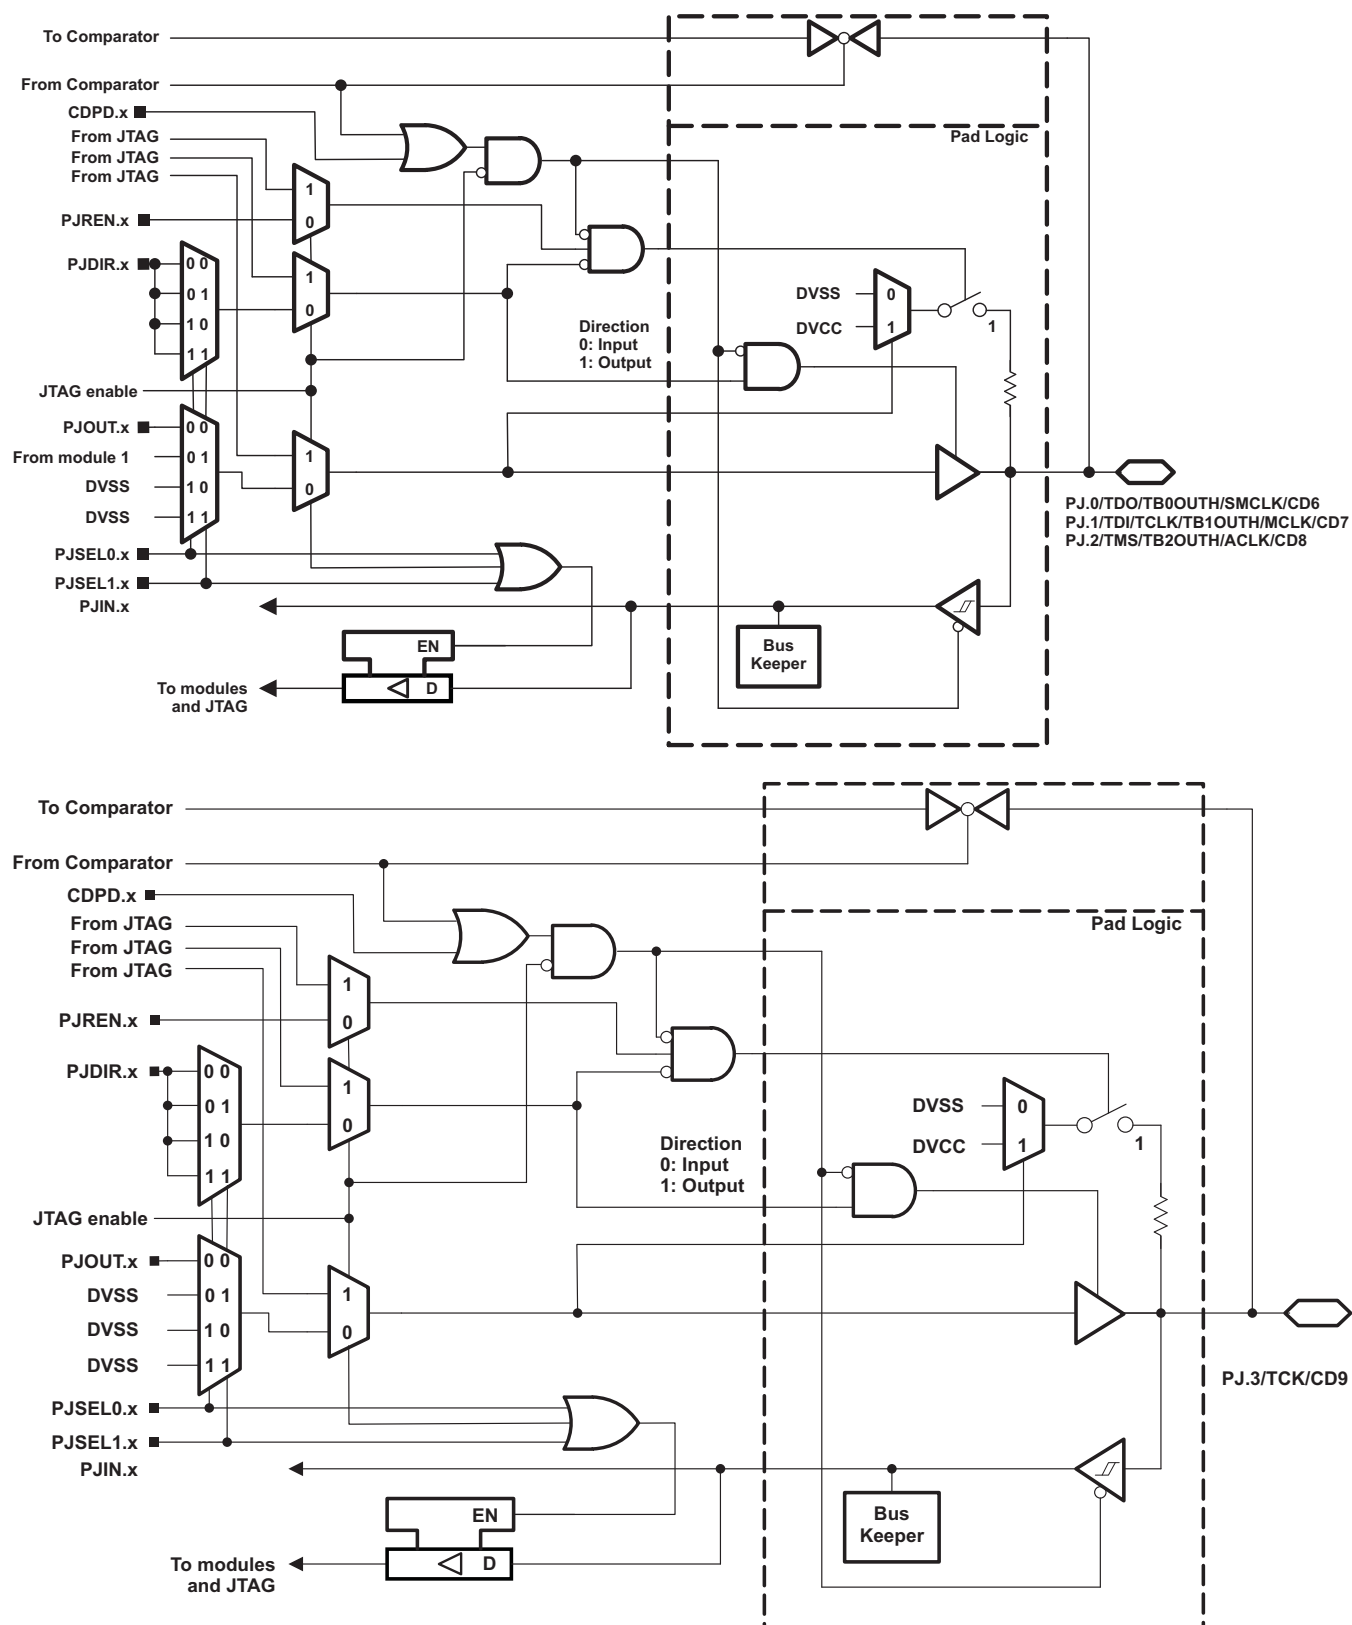 To Comparator
From Comparator
CDPD.x
From JTAG
From JTAG
From JTAG
Pad Logic
1
PJREN.x
0
PJDIR.x
0 0
1
0 1
DVSS
0
1 0
0
Direction
0: Input
1: Output
DVCC
1
1
1 1
JTAG enable
PJOUT.x
0 0
From module 1
0 1
1
DVSS
1 0
0
DVSS
1 1
PJ.0/TDO/TB0OUTH/SMCLK/CD6
PJ.1/TDI/TCLK/TB1OUTH/MCLK/CD7
PJ.2/TMS/TB2OUTH/ACLK/CD8
PJSEL0.x
PJSEL1.x
PJIN.x
EN
Bus
Keeper
D
To modules
and JTAG
To Comparator
From Comparator
CDPD.x
From JTAG
From JTAG
From JTAG
Pad Logic
1
PJREN.x
0
PJDIR.x
0 0
1
0 1
DVSS
0
1 0
0
Direction
0: Input
1: Output
DVCC
1
1
1 1
JTAG enable
PJOUT.x
0 0
DVSS
0 1
1
DVSS
1 0
0
DVSS
1 1
PJ.3/TCK/CD9
PJSEL0.x
PJSEL1.x
PJIN.x
EN
Bus
Keeper
D
To modules
and JTAG